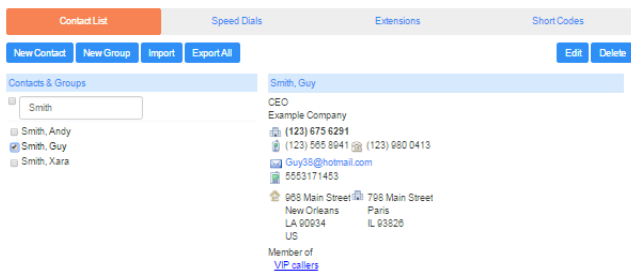 Contact List Speed Dials Extensions Short Codes
New Contact New Group Import Export All Edit Delete
Contacts & Groups
Smith
Smith, Andy
Smith, Guy
Smith, Xara
Smith, Guy
CEO
Example Company
(123) 675 6291
(123) 565 8941 (123) 980 0413
Guy38@hotmail.com
5553171453
968 Main Street 798 Main Street
New Orleans Paris
LA 90934 IL 93826
US
Member of
VIP callers